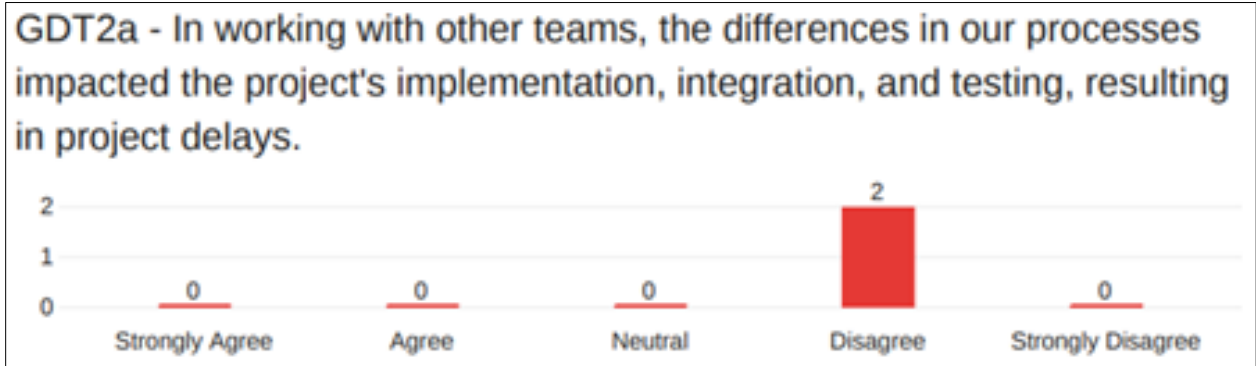 GDT2a - In working with other teams, the differences in our processes
impacted the project's implementation, integration, and testing, resulting
in project delays.
2
2
1
0
0 0 0 0
Strongly Agree Agree Neutral Disagree Strongly Disagree